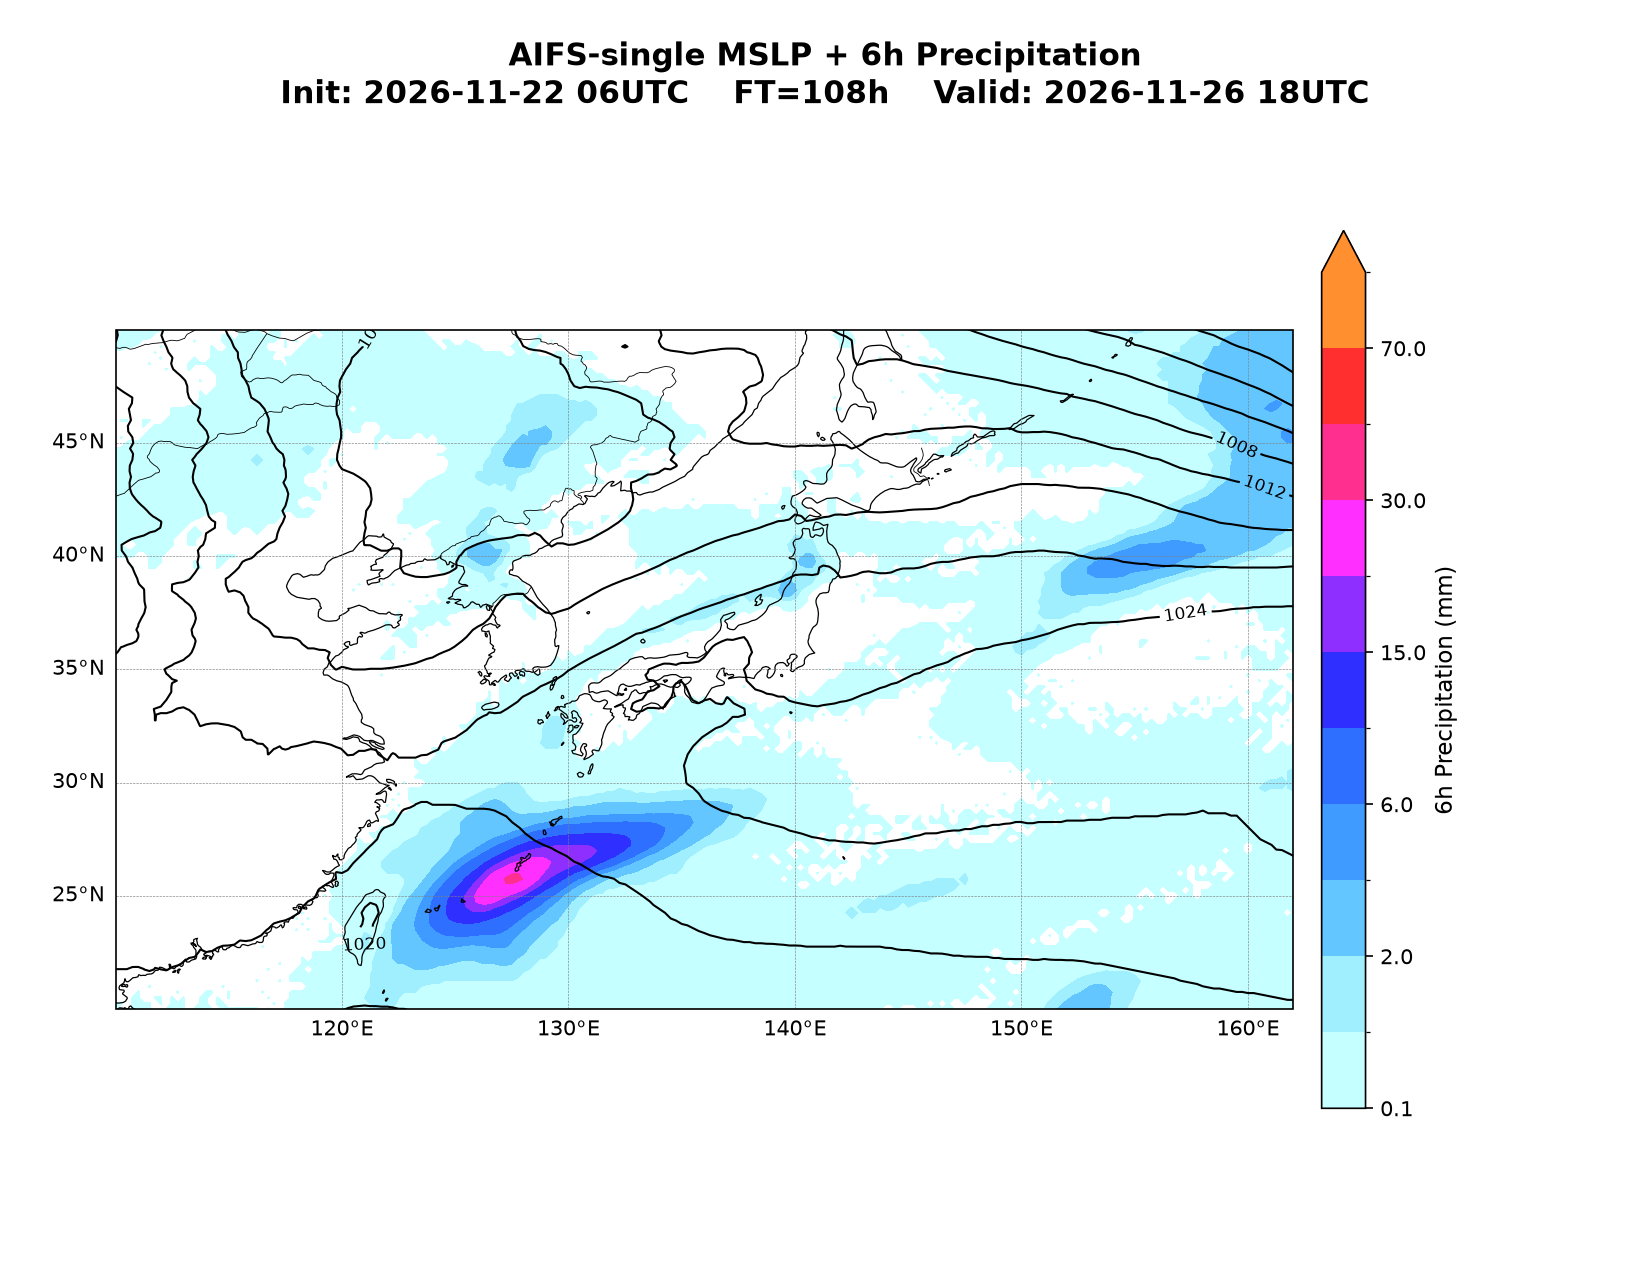 AIFS-single MSLP + 6h Precipitation
Init: 2026-11-22 06UTC    FT=108h    Valid: 2026-11-26 18UTC
70.0
30.0
15.0
6.0
2.0
0.1
6h Precipitation (mm)
45°N
40°N
35°N
30°N
25°N
120°E
130°E
140°E
150°E
160°E
10
1008
1012
1024
1020